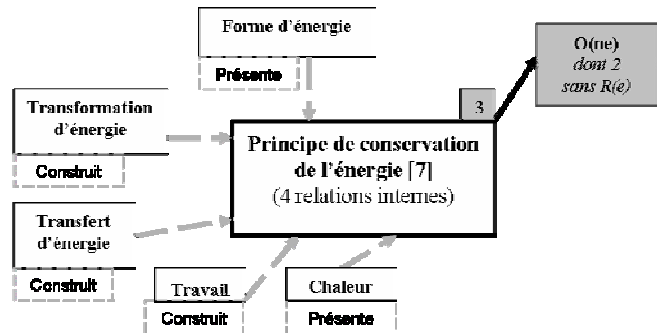 Forme d'énergie
Présente
O(ne)
dont 2
sans R(e)
Transformation
d'énergie
Construit
3
Principe de conservation
de l'énergie [7]
(4 relations internes)
Transfert
d'énergie
Construit
Travail
Construit
Chaleur
Présente